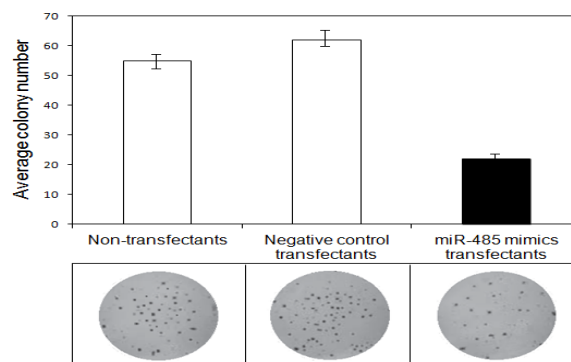 Average colony number
70
60
50
40
30
20
10
0
Non-transfectants
Negative control
transfectants
miR-485 mimics
transfectants